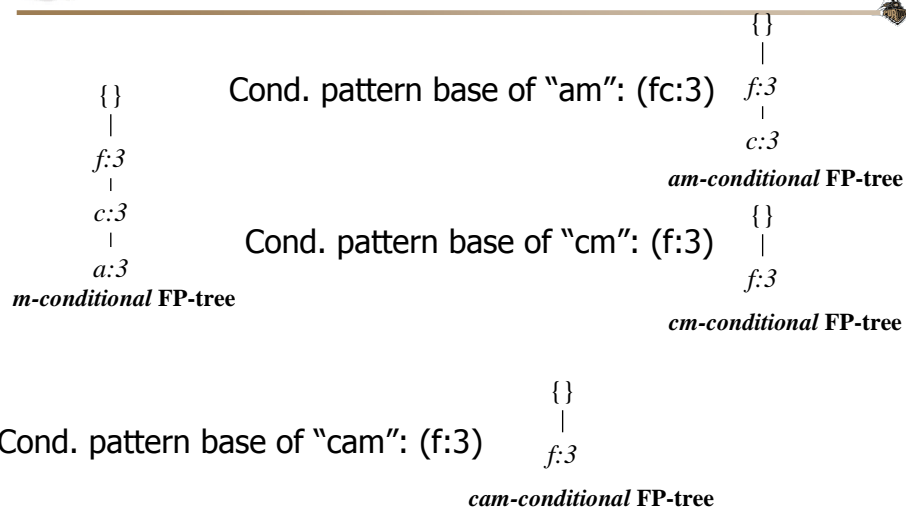 {}
f:3
c:3
a:3
m-conditional FP-tree
Cond. pattern base of “am”: (fc:3)
{}
f:3
c:3
am-conditional FP-tree
Cond. pattern base of “cm”: (f:3)
{}
f:3
cm-conditional FP-tree
Cond. pattern base of “cam”: (f:3)
{}
f:3
cam-conditional FP-tree